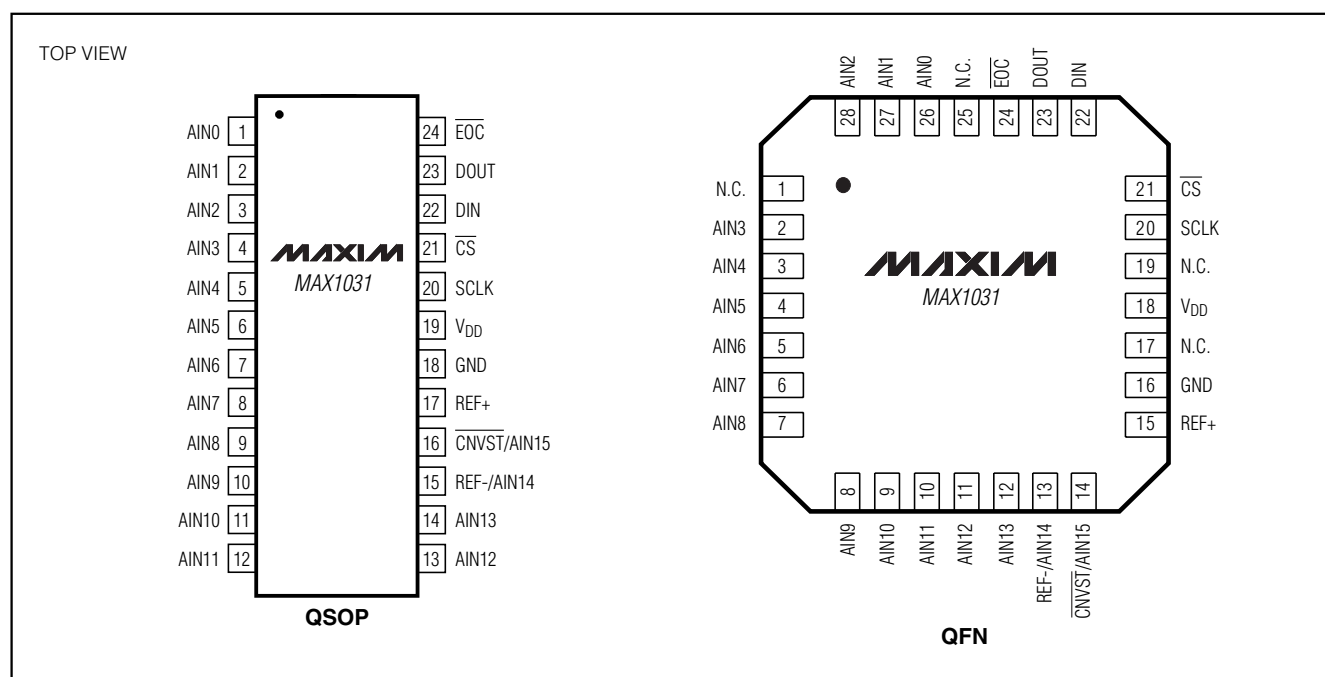 TOP VIEW
AIN0 1
AIN1 2
AIN2 3
AIN3 4
AIN4 5
AIN5 6
AIN6 7
AIN7 8
AIN8 9
AIN9 10
AIN10 11
AIN11 12
MAXIM
MAX1031
24 EOC
23 DOUT
22 DIN
21 CS
20 SCLK
19 VDD
18 GND
17 REF+
16 CNVST/AIN15
15 REF-/AIN14
14 AIN13
13 AIN12
QSOP
AIN2 28
AIN1 27
AIN0 26
N.C. 25
EOC 24
DOUT 23
DIN 22
N.C. 1
AIN3 2
AIN4 3
AIN5 4
AIN6 5
AIN7 6
AIN8 7
MAXIM
MAX1031
21 CS
20 SCLK
19 N.C.
18 VDD
17 N.C.
16 GND
15 REF+
8 AIN9
9 AIN10
10 AIN11
11 AIN12
12 AIN13
13 REF-/AIN14
14 CNVST/AIN15
QFN